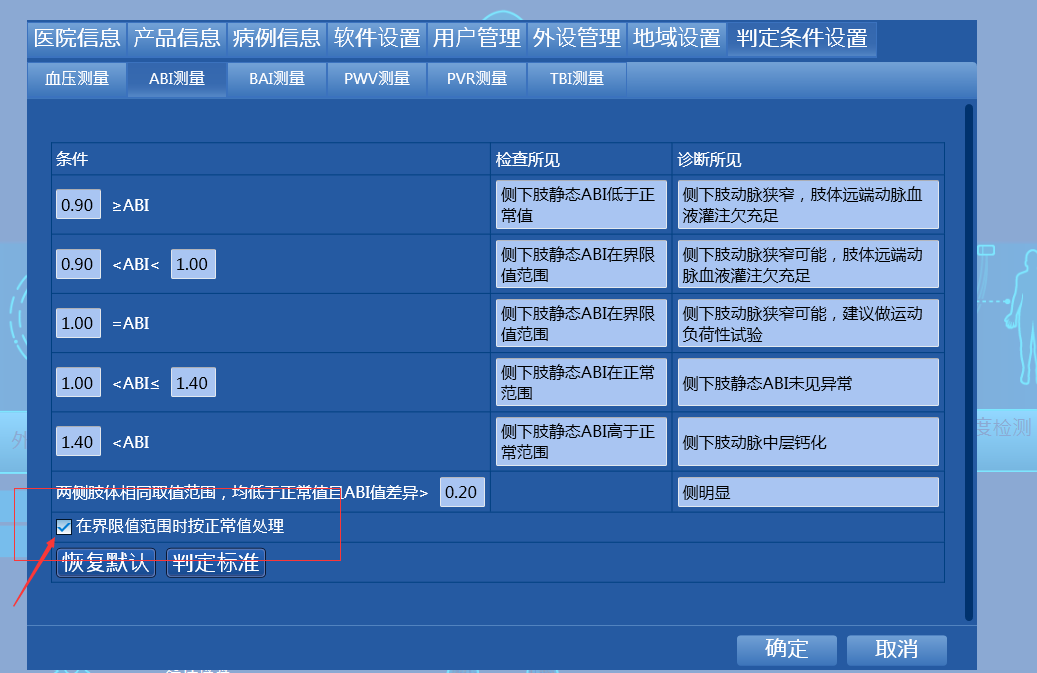 医院信息 产品信息 病例信息 软件设置 用户管理 外设管理 地域设置 判定条件设置
血压测量 ABI测量 BAI测量 PWV测量 PVR测量 TBI测量
条件 检查所见 诊断所见
0.90 ≥ABI
侧下肢静态ABI低于正
常值
侧下肢动脉狭窄，肢体远端动脉血
液灌注欠充足
0.90 <ABI< 1.00
侧下肢静态ABI在界限
值范围
侧下肢动脉狭窄可能，肢体远端动
脉血液灌注欠充足
1.00 =ABI
侧下肢静态ABI在界限
值范围
侧下肢动脉狭窄可能，建议做运动
负荷性试验
1.00 <ABI≤ 1.40
侧下肢静态ABI在正常
范围
侧下肢静态ABI未见异常
1.40 <ABI
侧下肢静态ABI高于正
常范围
侧下肢动脉中层钙化
外
度检测
两侧肢体相同取值范围，均低于正常值且ABI值差异> 0.20 侧明显
在界限值范围时按正常值处理
恢复默认 判定标准
确定 取消